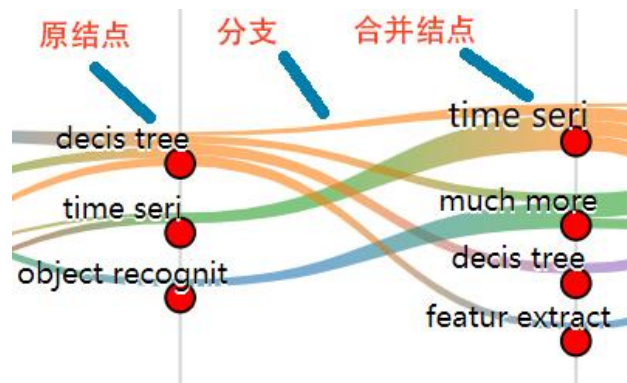 原结点
分支
合并结点
decis tree
time seri
object recognit
time seri
much more
decis tree
featur extract